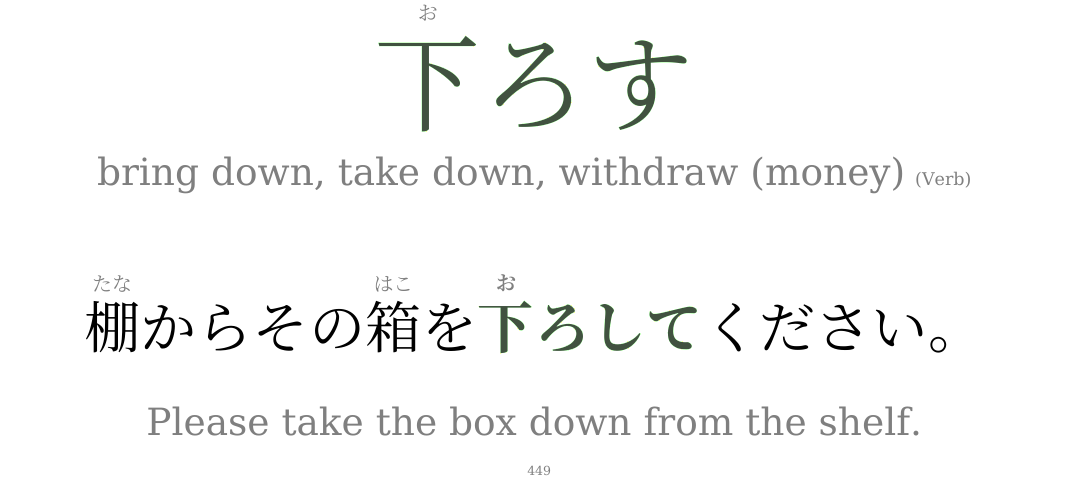 お
下ろす
bring down, take down, withdraw (money) (Verb)
たな はこ お
棚からその箱を下ろしてください。
Please take the box down from the shelf.
449